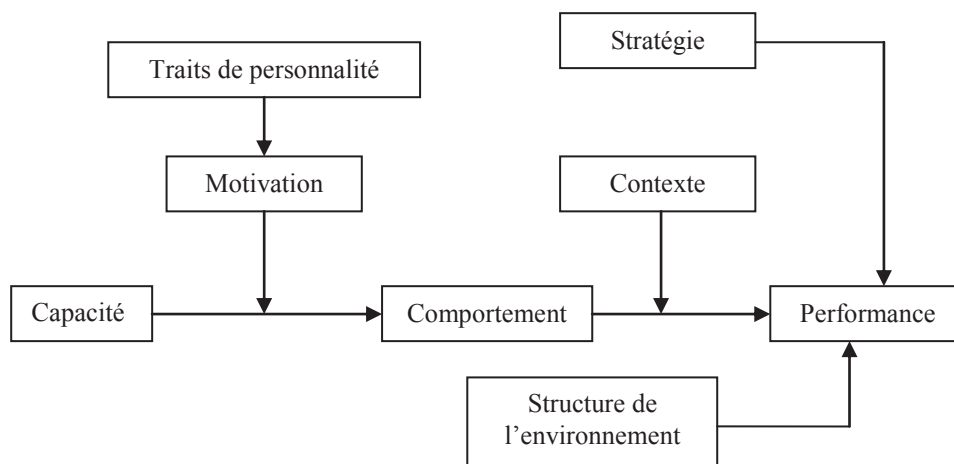 Stratégie
Traits de personnalité
Motivation
Contexte
Capacité
Comportement
Performance
Structure de
l’environnement